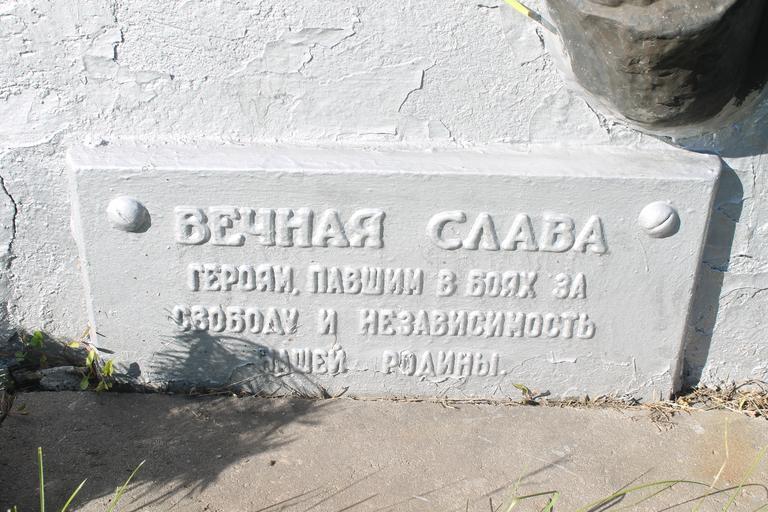 ВЕЧНАЯ СЛАВА
ГЕРОЯМ, ПАВШИМ В БОЯХ ЗА
СВОБОДУ И НЕЗАВИСИМОСТЬ
НАШЕЙ РОДИНЫ.